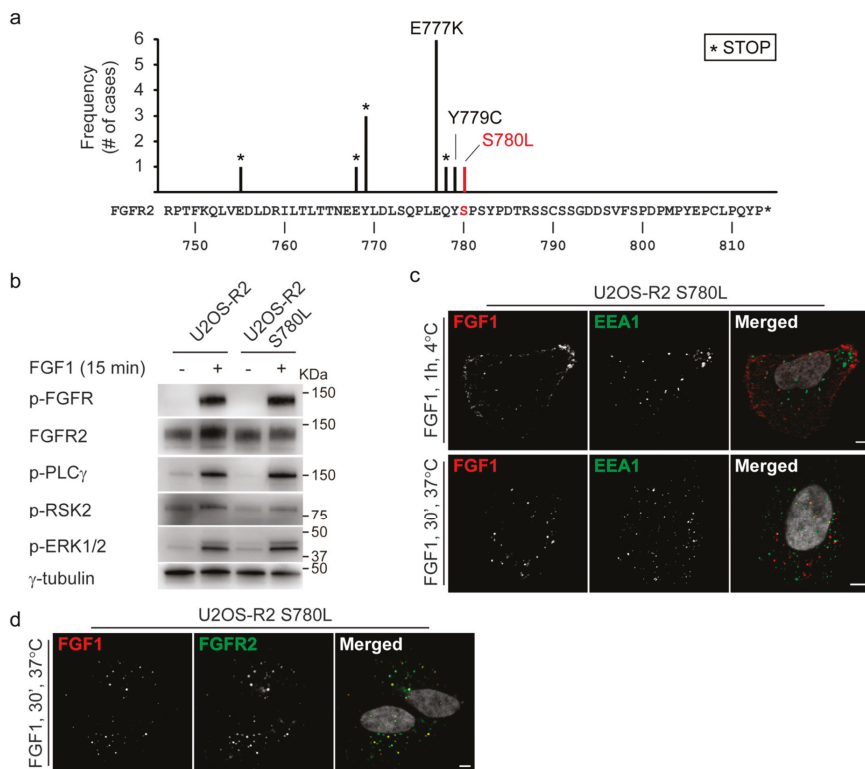 a
E777K
6
5
4
3
2
1
Frequency
(# of cases)
* STOP
*
*
*
*
Y779C
S780L
FGFR2 RPTFKQLVEDLDRILTLTTNEEYLDLSQPLEQYSPSYPDTRSSCSSGDDSVFSPDPMPYEPCLPQYP*
750 760 770 780 790 800 810
b
U2OS-R2
U2OS-R2
S780L
FGF1 (15 min) - + - + KDa
p-FGFR 150
FGFR2 150
p-PLCγ 150
p-RSK2 75
p-ERK1/2 50
37
γ-tubulin 50
c
U2OS-R2 S780L
FGF1 EEA1 Merged
FGF1, 1h, 4°C
FGF1 EEA1 Merged
FGF1, 30', 37°C
d
U2OS-R2 S780L
FGF1 FGFR2 Merged
FGF1, 30', 37°C